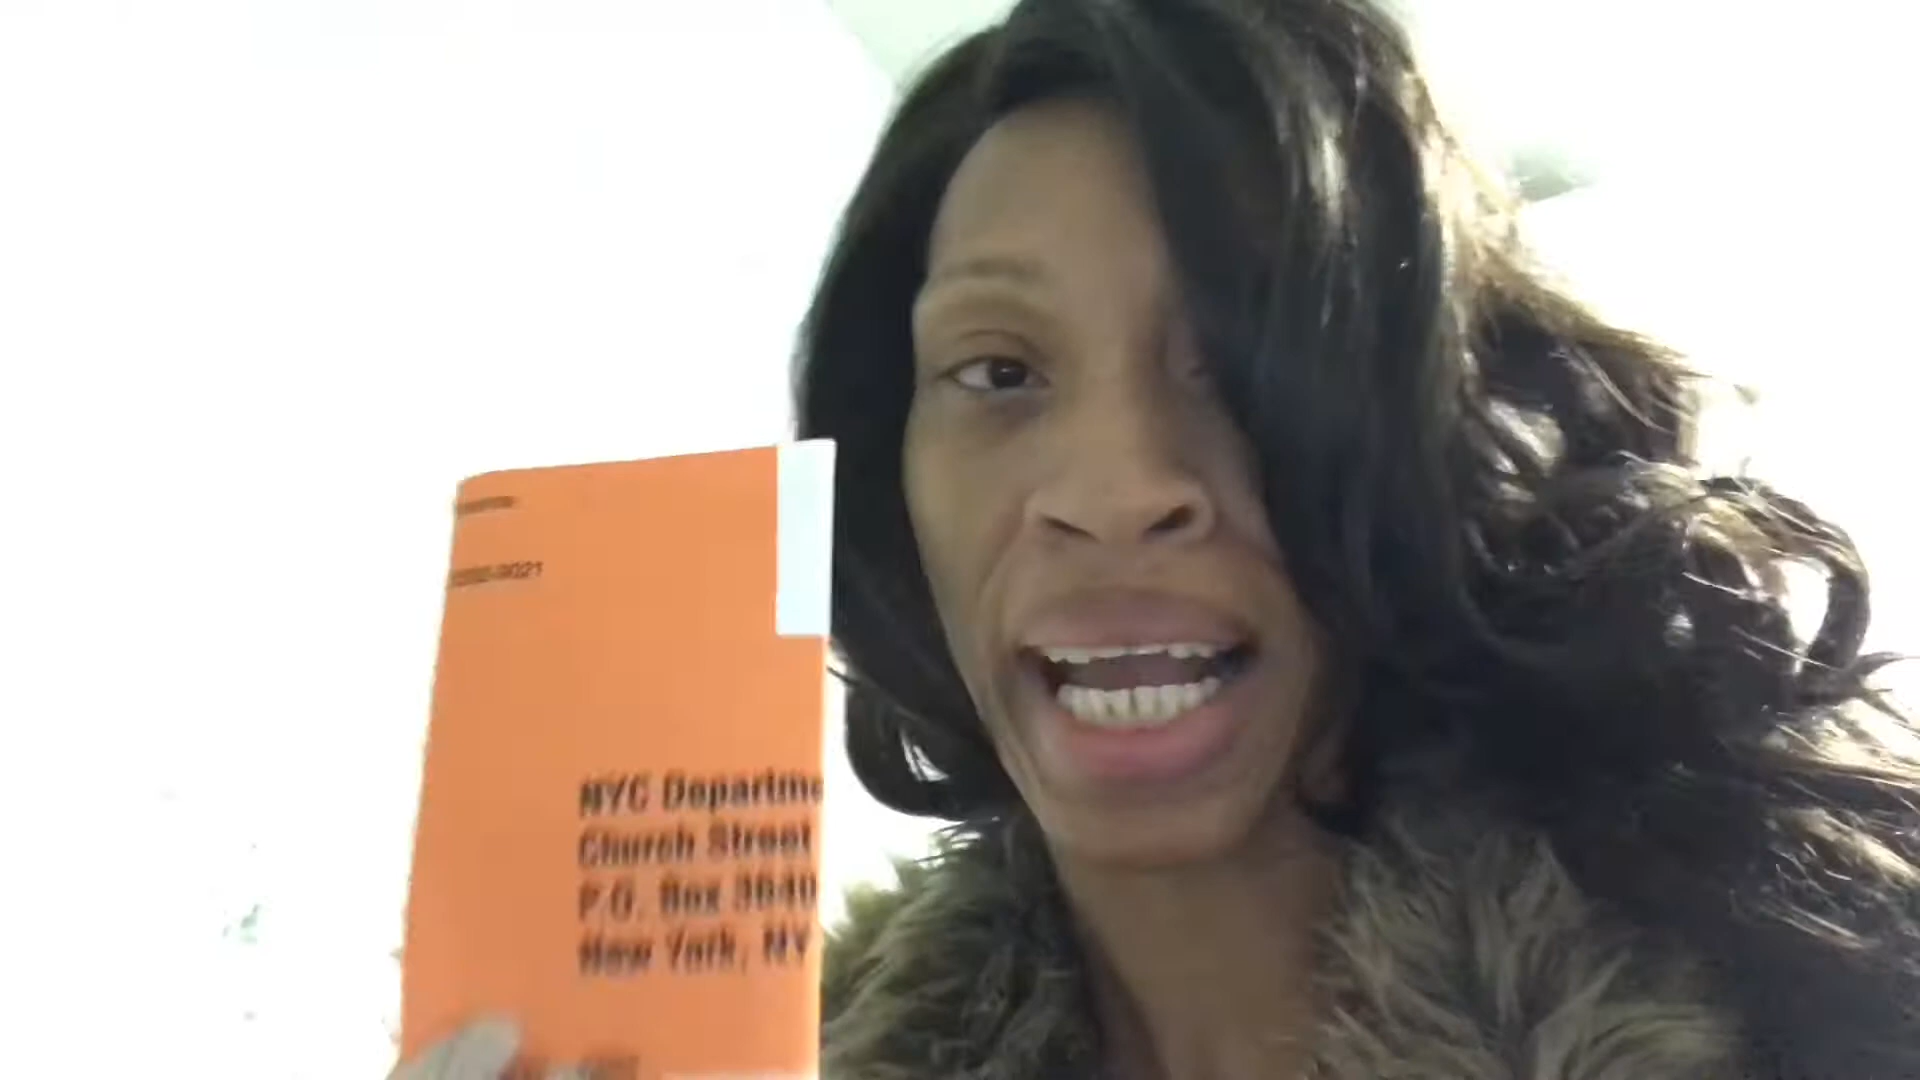 NYC Departme
Church Street
P.O. Box 3640
New York, NY